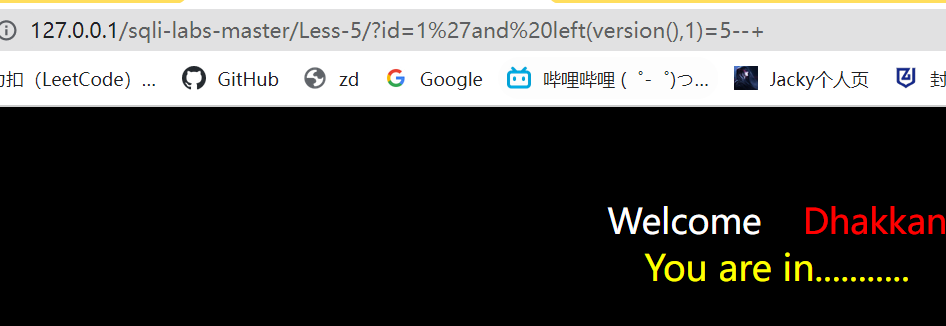 127.0.0.1/sqli-labs-master/Less-5/?id=1%27and%20left(version(),1)=5--+
扣（LeetCode）... GitHub zd Google 哔哩哔哩 (゜-゜)つ... Jacky个人页 封
Welcome Dhakkan
You are in...........